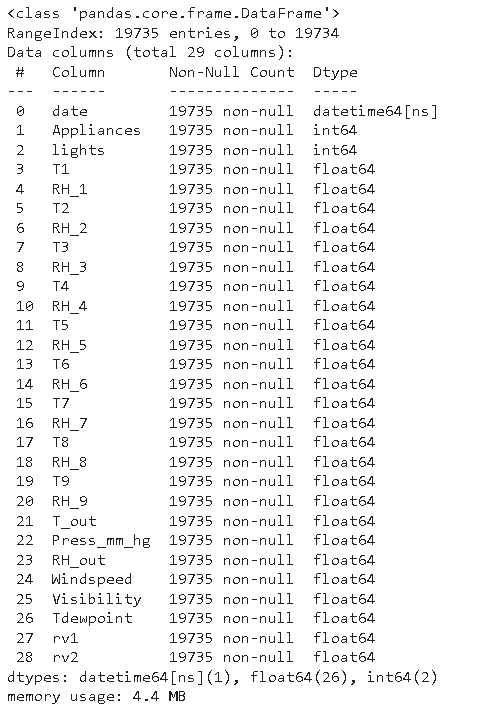 <class 'pandas.core.frame.DataFrame'>
RangeIndex: 19735 entries, 0 to 19734
Data columns (total 29 columns):
 #   Column       Non-Null Count  Dtype
---  ------       --------------  -----
 0   date         19735 non-null  datetime64[ns]
 1   Appliances   19735 non-null  int64
 2   lights       19735 non-null  int64
 3   T1           19735 non-null  float64
 4   RH_1         19735 non-null  float64
 5   T2           19735 non-null  float64
 6   RH_2         19735 non-null  float64
 7   T3           19735 non-null  float64
 8   RH_3         19735 non-null  float64
 9   T4           19735 non-null  float64
 10  RH_4         19735 non-null  float64
 11  T5           19735 non-null  float64
 12  RH_5         19735 non-null  float64
 13  T6           19735 non-null  float64
 14  RH_6         19735 non-null  float64
 15  T7           19735 non-null  float64
 16  RH_7         19735 non-null  float64
 17  T8           19735 non-null  float64
 18  RH_8         19735 non-null  float64
 19  T9           19735 non-null  float64
 20  RH_9         19735 non-null  float64
 21  T_out        19735 non-null  float64
 22  Press_mm_hg  19735 non-null  float64
 23  RH_out       19735 non-null  float64
 24  Windspeed    19735 non-null  float64
 25  Visibility   19735 non-null  float64
 26  Tdewpoint    19735 non-null  float64
 27  rv1          19735 non-null  float64
 28  rv2          19735 non-null  float64
dtypes: datetime64[ns](1), float64(26), int64(2)
memory usage: 4.4 MB